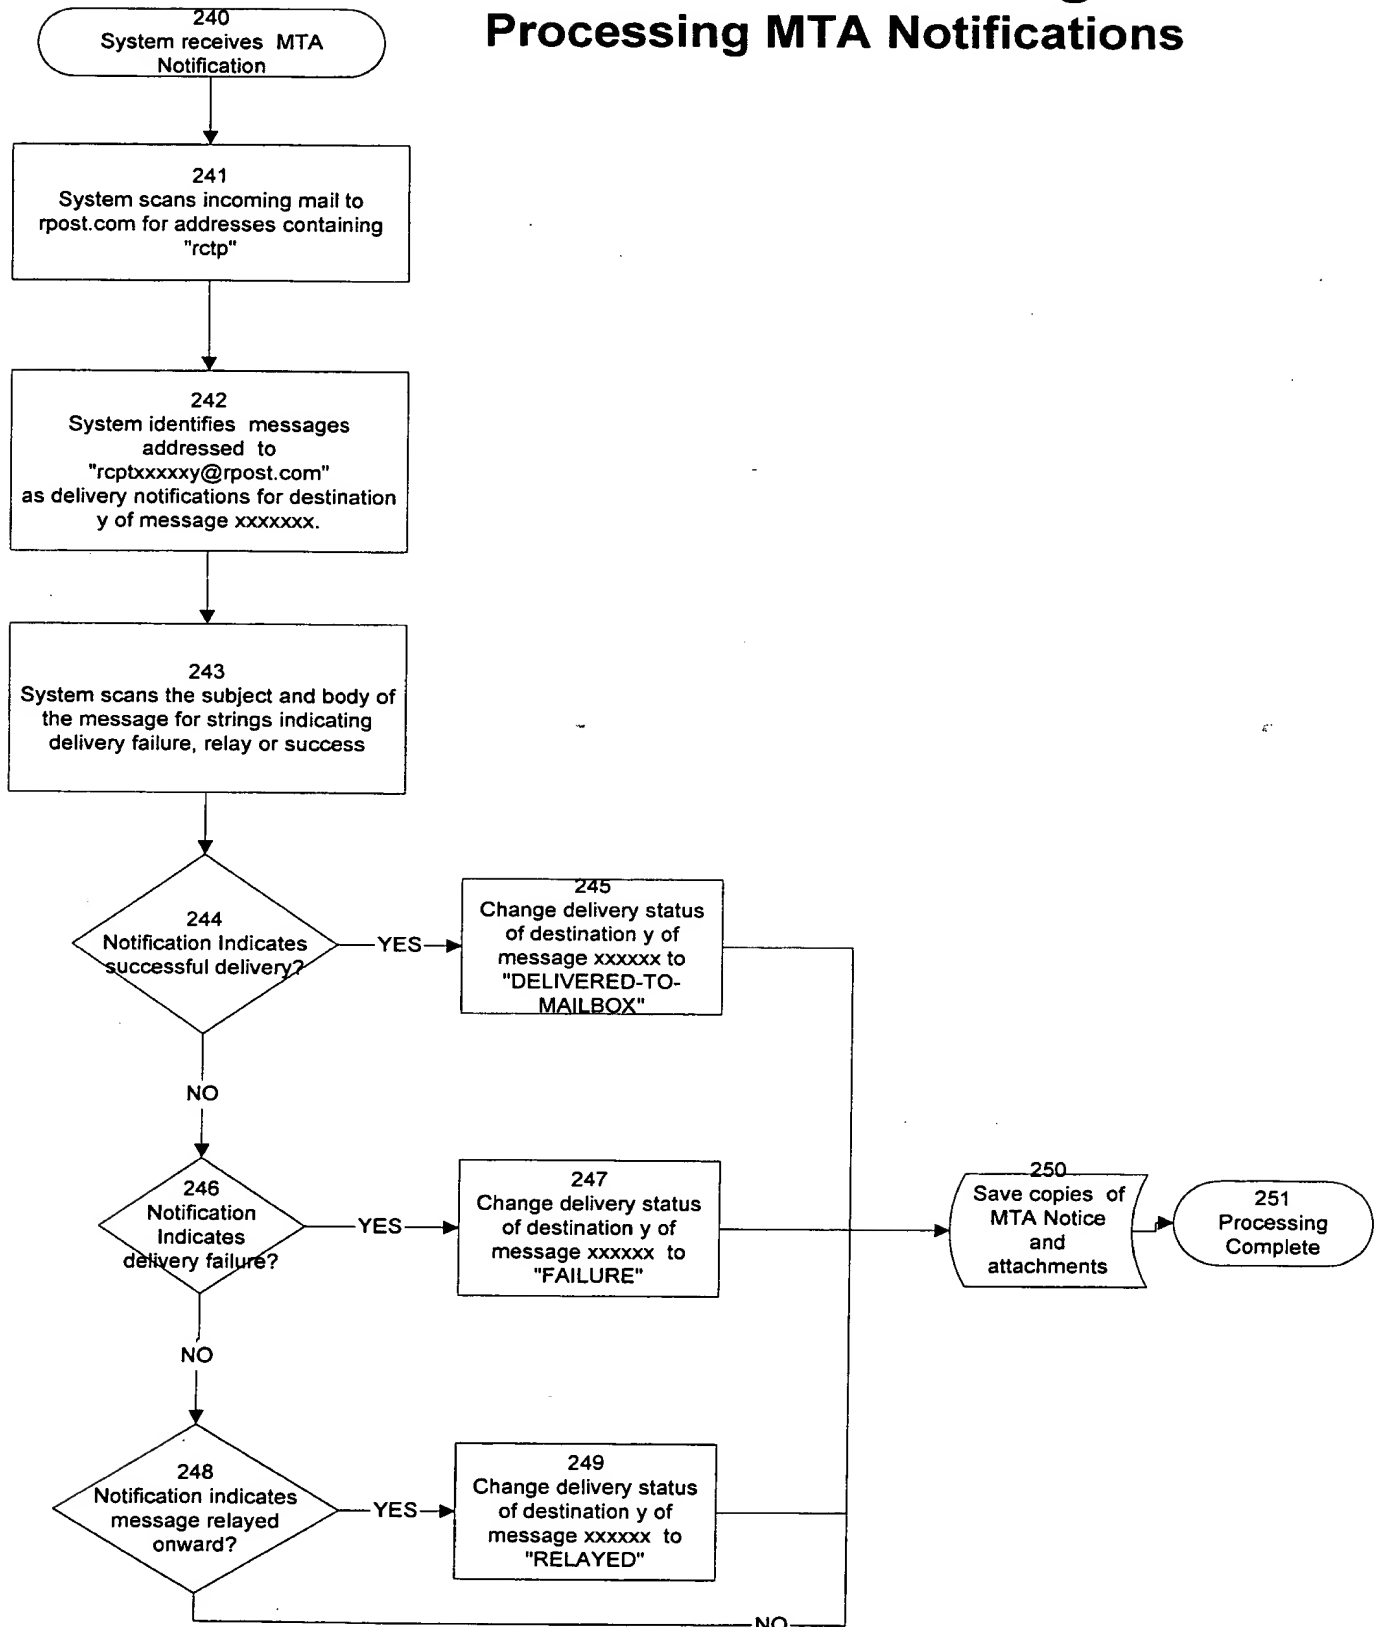 Processing MTA Notifications
240
System receives MTA
Notification
241
System scans incoming mail to
rpost.com for addresses containing
"rctp"
242
System identifies messages
addressed to
"rcptxxxxxy@rpost.com"
as delivery notifications for destination
y of message xxxxxxx.
243
System scans the subject and body of
the message for strings indicating
delivery failure, relay or success
244
Notification Indicates
successful delivery?
YES
245
Change delivery status
of destination y of
message xxxxxx to
"DELIVERED-TO-
MAILBOX"
NO
246
Notification
Indicates
delivery failure?
YES
247
Change delivery status
of destination y of
message xxxxxx to
"FAILURE"
250
Save copies of
MTA Notice
and
attachments
251
Processing
Complete
NO
248
Notification indicates
message relayed
onward?
YES
249
Change delivery status
of destination y of
message xxxxxx to
"RELAYED"
NO